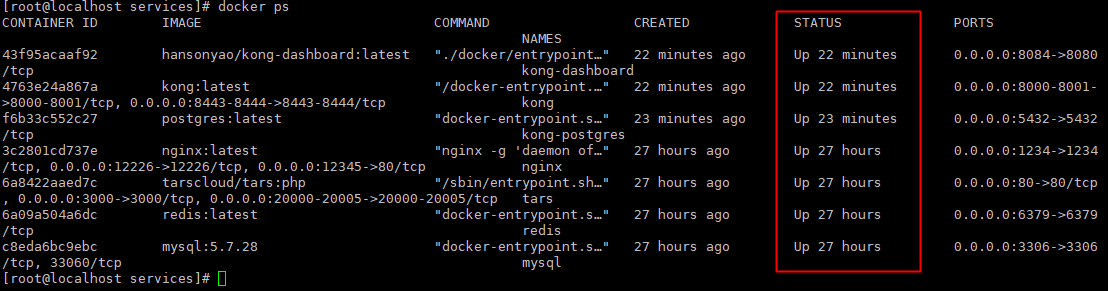 [root@localhost services]# docker ps
CONTAINER ID        IMAGE                             COMMAND                  CREATED             STATUS              PORTS
                                                                 NAMES
43f95acaaf92        hansonyao/kong-dashboard:latest   "./docker/entrypoint…"   22 minutes ago      Up 22 minutes       0.0.0.0:8084->8080
/tcp                                                             kong-dashboard
4763e24a867a        kong:latest                       "/docker-entrypoint.…"   22 minutes ago      Up 22 minutes       0.0.0.0:8000-8001-
>8000-8001/tcp, 0.0.0.0:8443-8444->8443-8444/tcp                 kong
f6b33c552c27        postgres:latest                   "docker-entrypoint.s…"   23 minutes ago      Up 23 minutes       0.0.0.0:5432->5432
/tcp                                                             kong-postgres
3c2801cd737e        nginx:latest                      "nginx -g 'daemon of…"   27 hours ago        Up 27 hours         0.0.0.0:1234->1234
/tcp, 0.0.0.0:12226->12226/tcp, 0.0.0.0:12345->80/tcp            nginx
6a8422aaed7c        tarscloud/tars:php                "/sbin/entrypoint.sh…"   27 hours ago        Up 27 hours         0.0.0.0:80->80/tcp
, 0.0.0.0:3000->3000/tcp, 0.0.0.0:20000-20005->20000-20005/tcp   tars
6a09a504a6dc        redis:latest                      "docker-entrypoint.s…"   27 hours ago        Up 27 hours         0.0.0.0:6379->6379
/tcp                                                             redis
c8eda6bc9ebc        mysql:5.7.28                      "docker-entrypoint.s…"   27 hours ago        Up 27 hours         0.0.0.0:3306->3306
/tcp, 33060/tcp                                                  mysql
[root@localhost services]#